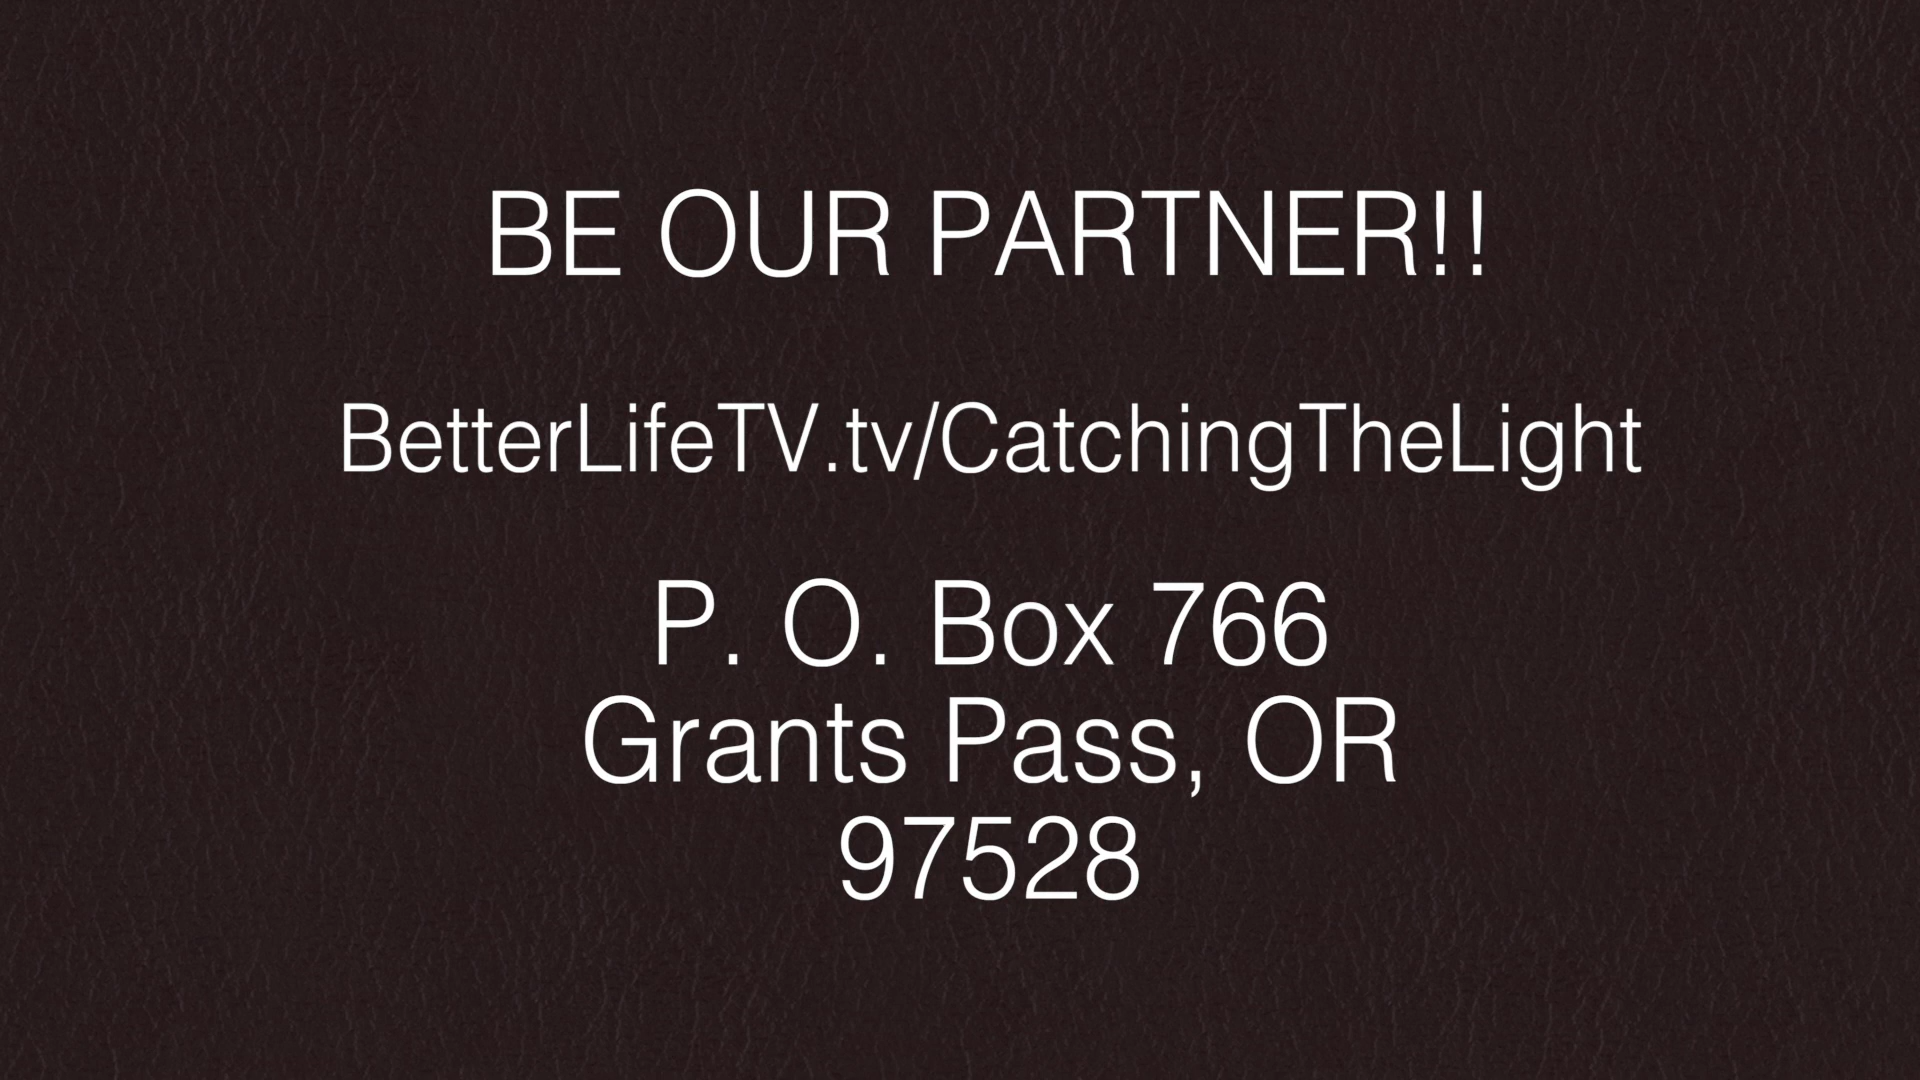 BE OUR PARTNER!!
BetterLifeTV.tv/CatchingTheLight
P. O. Box 766
Grants Pass, OR
97528